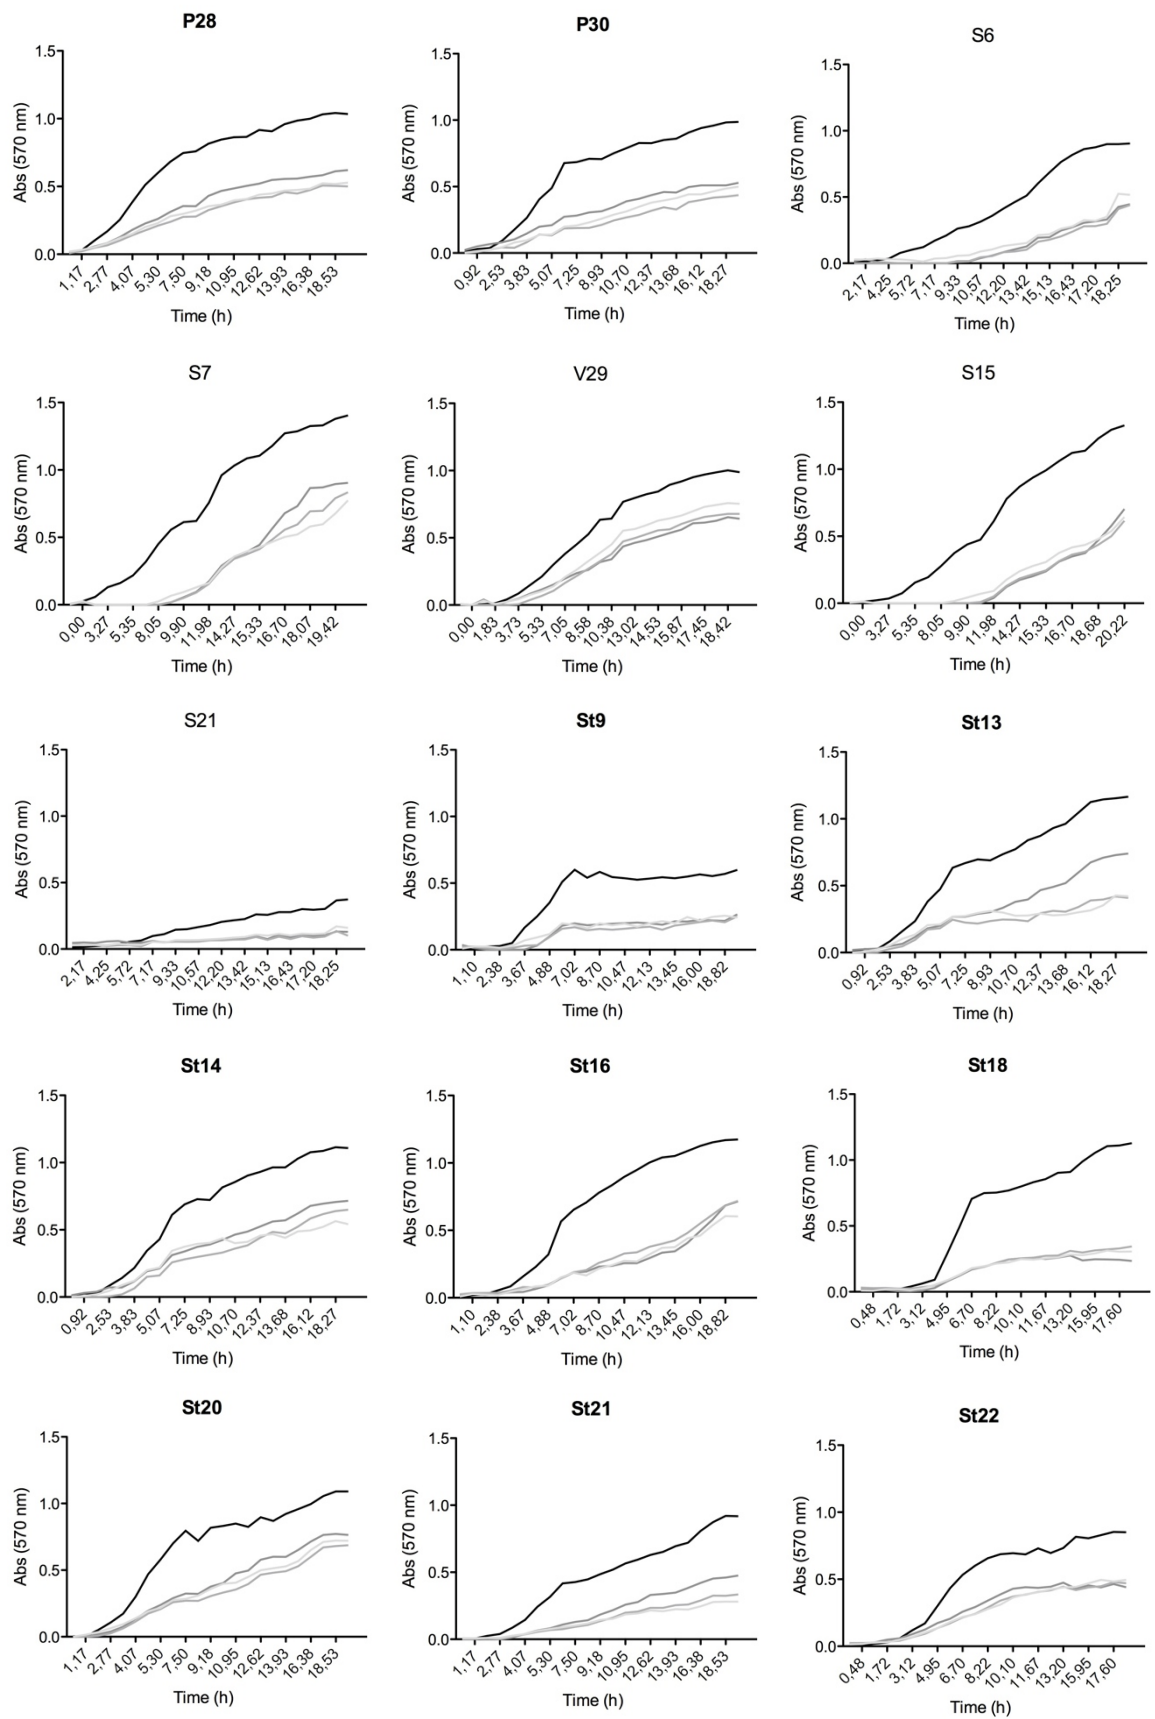 P28
1.5
1.0
0.5
0.0
Abs (570 nm)
1,17 2,77 4,07 5,30 7,50 9,18 10,95 12,62 13,93 16,38 18,53
Time (h)
P30
1.5
1.0
0.5
0.0
Abs (570 nm)
0,92 2,53 3,83 5,07 7,25 8,93 10,70 12,37 13,68 16,12 18,27
Time (h)
S6
1.5
1.0
0.5
0.0
Abs (570 nm)
2,17 4,25 5,72 7,17 9,33 10,57 12,20 13,42 15,13 16,43 17,20 18,25
Time (h)
S7
1.5
1.0
0.5
0.0
Abs (570 nm)
0,00 3,27 5,35 8,05 9,90 11,98 14,27 15,33 16,70 18,07 19,42
Time (h)
V29
1.5
1.0
0.5
0.0
Abs (570 nm)
0,00 1,83 3,73 5,33 7,05 8,58 10,38 13,02 14,53 15,87 17,45 18,42
Time (h)
S15
1.5
1.0
0.5
0.0
Abs (570 nm)
0,00 3,27 5,35 8,05 9,90 11,98 14,27 15,33 16,70 18,68 20,22
Time (h)
S21
1.5
1.0
0.5
0.0
Abs (570 nm)
2,17 4,25 5,72 7,17 9,33 10,57 12,20 13,42 15,13 16,43 17,20 18,25
Time (h)
St9
1.5
1.0
0.5
0.0
Abs (570 nm)
1,10 2,38 3,67 4,88 7,02 8,70 10,47 12,13 13,45 16,00 18,82
Time (h)
St13
1.5
1.0
0.5
0.0
Abs (570 nm)
0,92 2,53 3,83 5,07 7,25 8,93 10,70 12,37 13,68 16,12 18,27
Time (h)
St14
1.5
1.0
0.5
0.0
Abs (570 nm)
0,92 2,53 3,83 5,07 7,25 8,93 10,70 12,37 13,68 16,12 18,27
Time (h)
St16
1.5
1.0
0.5
0.0
Abs (570 nm)
1,10 2,38 3,67 4,88 7,02 8,70 10,47 12,13 13,45 16,00 18,82
Time (h)
St18
1.5
1.0
0.5
0.0
Abs (570 nm)
0,48 1,72 3,12 4,95 6,70 8,22 10,10 11,67 13,20 15,95 17,60
Time (h)
St20
1.5
1.0
0.5
0.0
Abs (570 nm)
1,17 2,77 4,07 5,30 7,50 9,18 10,95 12,62 13,93 16,38 18,53
Time (h)
St21
1.5
1.0
0.5
0.0
Abs (570 nm)
1,17 2,77 4,07 5,30 7,50 9,18 10,95 12,62 13,93 16,38 18,53
Time (h)
St22
1.5
1.0
0.5
0.0
Abs (570 nm)
0,48 1,72 3,12 4,95 6,70 8,22 10,10 11,67 13,20 15,95 17,60
Time (h)